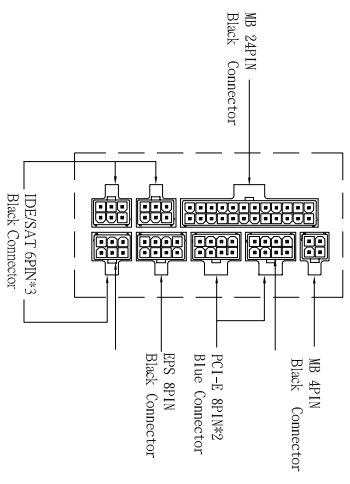 MB 24PIN
Black Connector
IDE/SAT 6PIN*3
Black Connector
EPS 8PIN
Black Connector
PCI-E 8PIN*2
Blue Connector
MB 4PIN
Black Connector